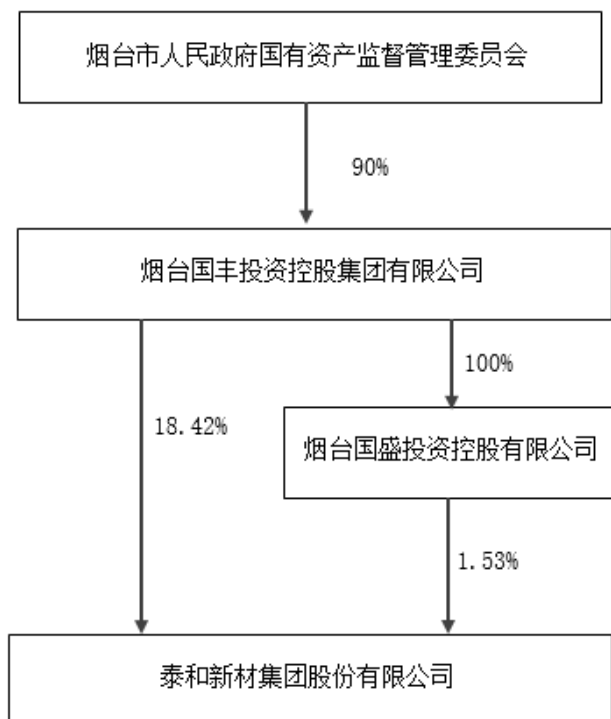 烟台市人民政府国有资产监督管理委员会
90%
烟台国丰投资控股集团有限公司
100%
18.42%
烟台国盛投资控股有限公司
1.53%
泰和新材集团股份有限公司